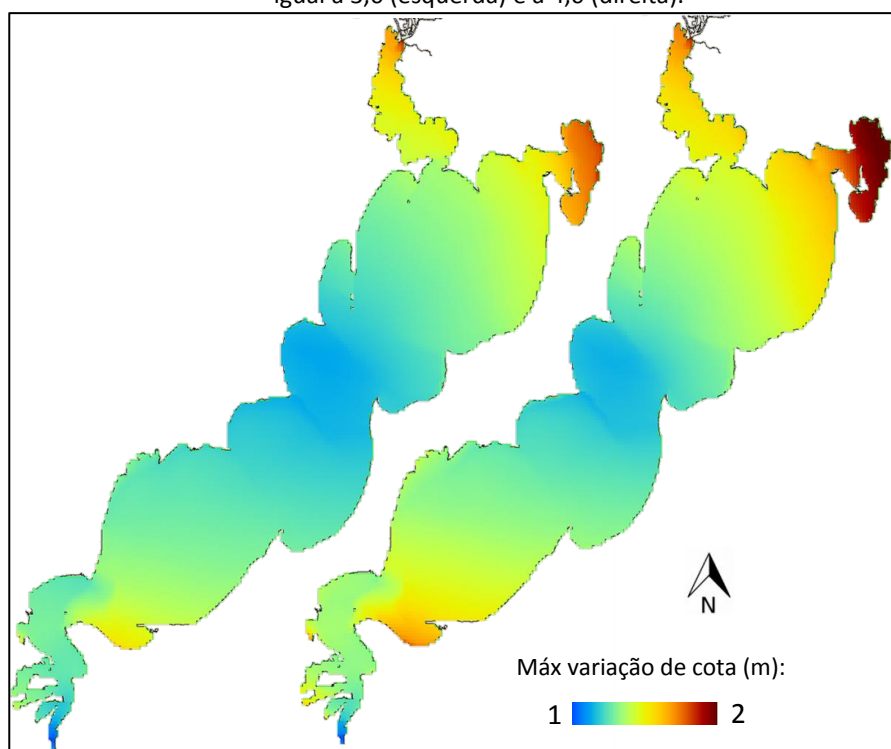 igual a 3,0 (esquerda) e a 4,0 (direita).
N
Máx variação de cota (m):
1 2